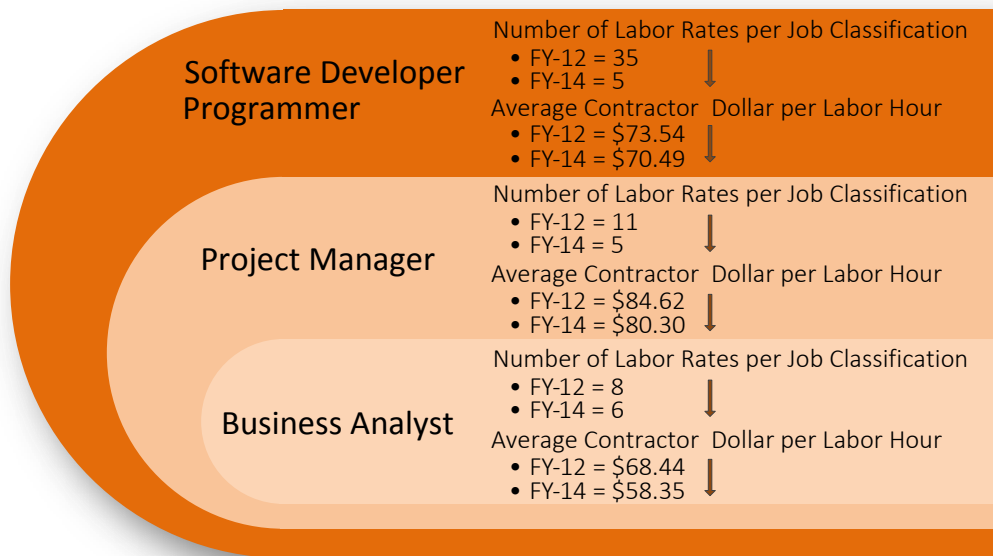 Software Developer
Programmer
Number of Labor Rates per Job Classification
• FY-12 = 35
• FY-14 = 5
Average Contractor Dollar per Labor Hour
• FY-12 = $73.54
• FY-14 = $70.49
Project Manager
Number of Labor Rates per Job Classification
• FY-12 = 11
• FY-14 = 5
Average Contractor Dollar per Labor Hour
• FY-12 = $84.62
• FY-14 = $80.30
Business Analyst
Number of Labor Rates per Job Classification
• FY-12 = 8
• FY-14 = 6
Average Contractor Dollar per Labor Hour
• FY-12 = $68.44
• FY-14 = $58.35